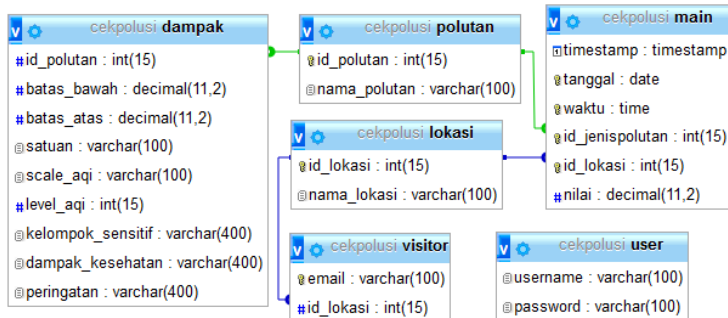 cekpolusi dampak
#id_polutan : int(15)
#batas_bawah : decimal(11,2)
#batas_atas : decimal(11,2)
satuan : varchar(100)
scale_aqi : varchar(100)
#level_aqi : int(15)
kelompok_sensitif : varchar(400)
dampak_kesehatan : varchar(400)
peringatan : varchar(400)
cekpolusi polutan
id_polutan : int(15)
nama_polutan : varchar(100)
cekpolusi lokasi
id_lokasi : int(15)
nama_lokasi : varchar(100)
cekpolusi visitor
email : varchar(100)
#id_lokasi : int(15)
cekpolusi main
timestamp : timestamp
tanggal : date
waktu : time
id_jenispolutan : int(15)
id_lokasi : int(15)
#nilai : decimal(11,2)
cekpolusi user
username : varchar(100)
password : varchar(100)